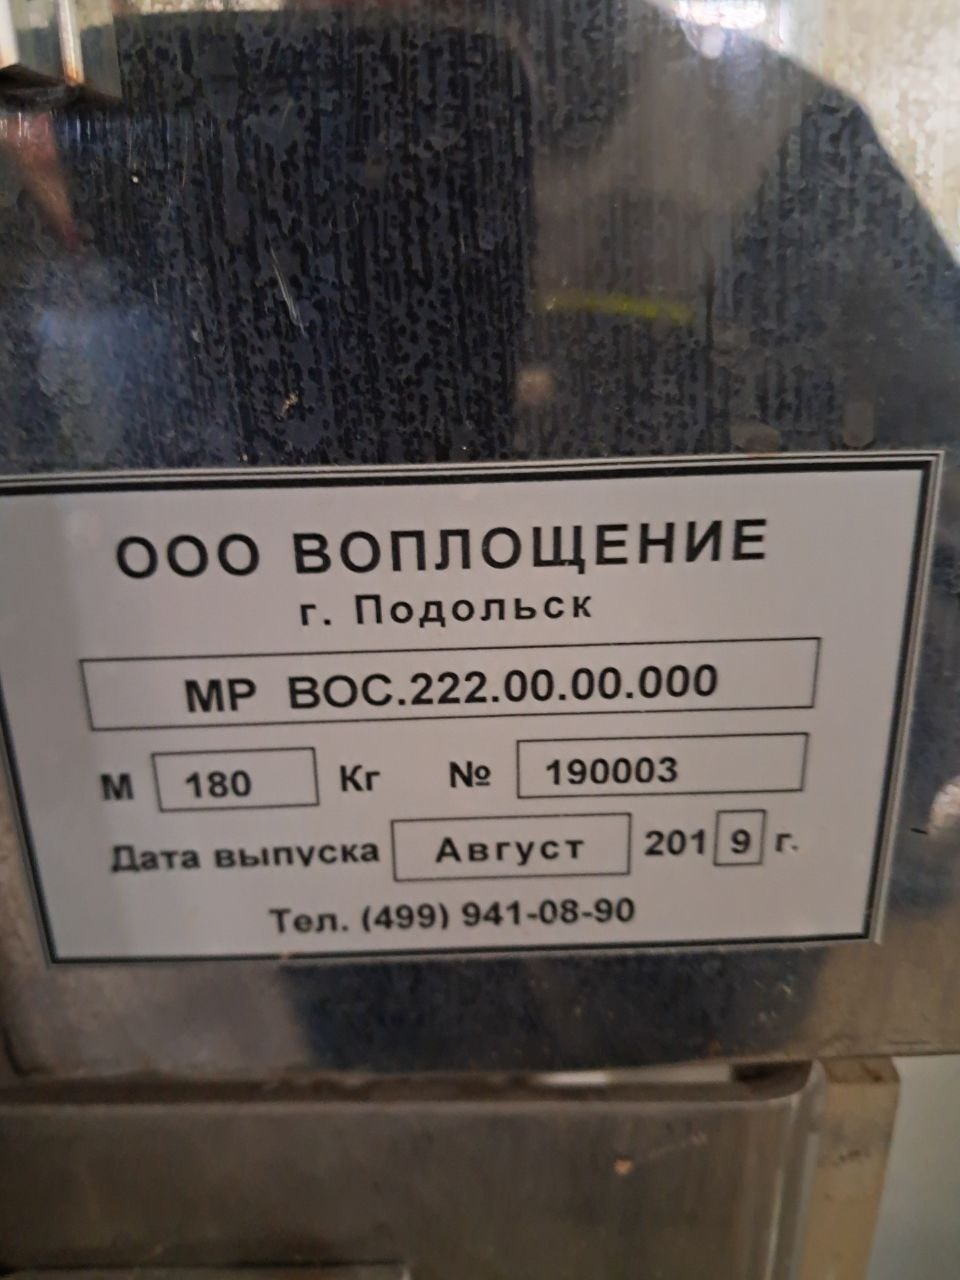 ООО ВОПЛОЩЕНИЕ
г. Подольск
МР ВОС.222.00.00.000
М 180 Кг № 190003
Дата выпуска Август 2019 г.
Тел. (499) 941-08-90